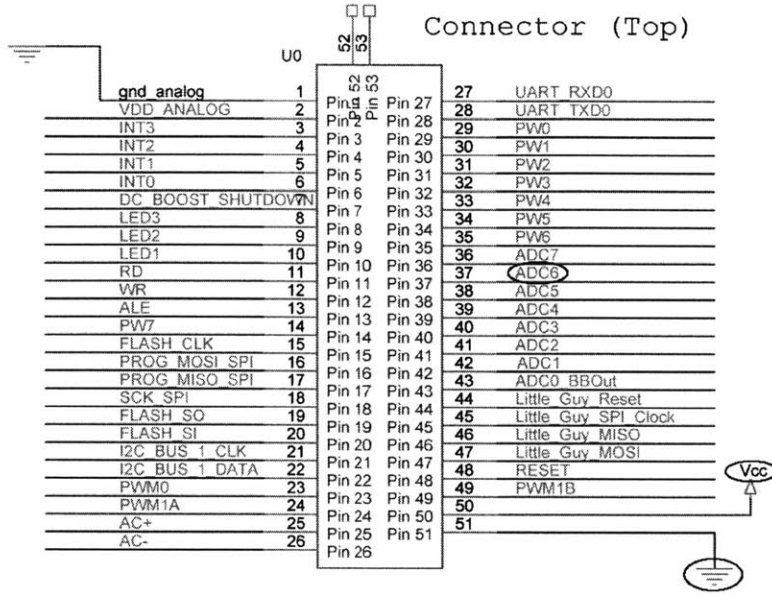 Connector (Top)
52
53
U0
Pin 52
Pin 53
gnd_analog 1 Pin 1 Pin 27 27 UART_RXD0
VDD_ANALOG 2 Pin 2 Pin 28 28 UART_TXD0
INT3 3 Pin 3 Pin 29 29 PW0
INT2 4 Pin 4 Pin 30 30 PW1
INT1 5 Pin 5 Pin 31 31 PW2
INT0 6 Pin 6 Pin 32 32 PW3
DC_BOOST_SHUTDOWN 7 Pin 7 Pin 33 33 PW4
LED3 8 Pin 8 Pin 34 34 PW5
LED2 9 Pin 9 Pin 35 35 PW6
LED1 10 Pin 10 Pin 36 36 ADC7
RD 11 Pin 11 Pin 37 37 ADC6
WR 12 Pin 12 Pin 38 38 ADC5
ALE 13 Pin 13 Pin 39 39 ADC4
PW7 14 Pin 14 Pin 40 40 ADC3
FLASH_CLK 15 Pin 15 Pin 41 41 ADC2
PROG_MOSI_SPI 16 Pin 16 Pin 42 42 ADC1
PROG_MISO_SPI 17 Pin 17 Pin 43 43 ADC0_BBOut
SCK_SPI 18 Pin 18 Pin 44 44 Little_Guy_Reset
FLASH_SO 19 Pin 19 Pin 45 45 Little_Guy_SPI_Clock
FLASH_SI 20 Pin 20 Pin 46 46 Little_Guy_MISO
I2C_BUS_1_CLK 21 Pin 21 Pin 47 47 Little_Guy_MOSI
I2C_BUS_1_DATA 22 Pin 22 Pin 48 48 RESET
PWM0 23 Pin 23 Pin 49 49 PWM1B
PWM1A 24 Pin 24 Pin 50 50 Vcc
AC+ 25 Pin 25 Pin 51 51
AC- 26 Pin 26